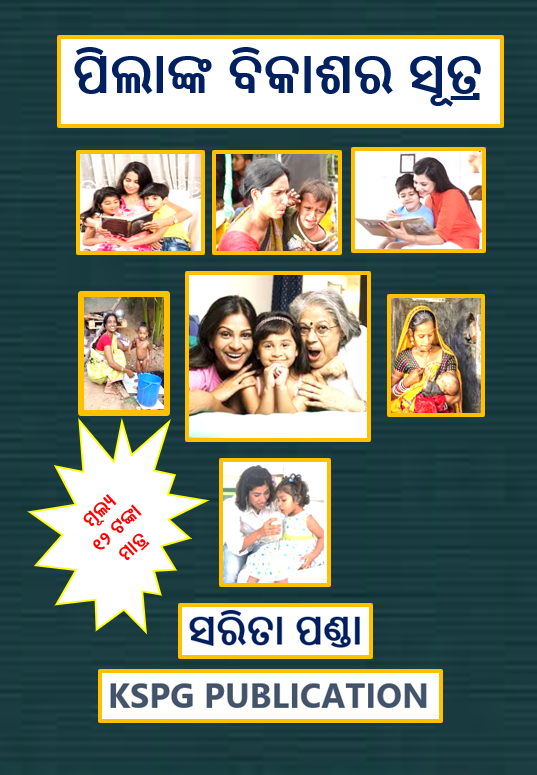 ପିଲାଙ୍କ ବିକାଶର ସୂତ୍ର
ମୂଲ୍ୟ
୧୨ ଟଙ୍କା
ମାତ୍ର
ସରିତା ପଣ୍ଡା
KSPG PUBLICATION